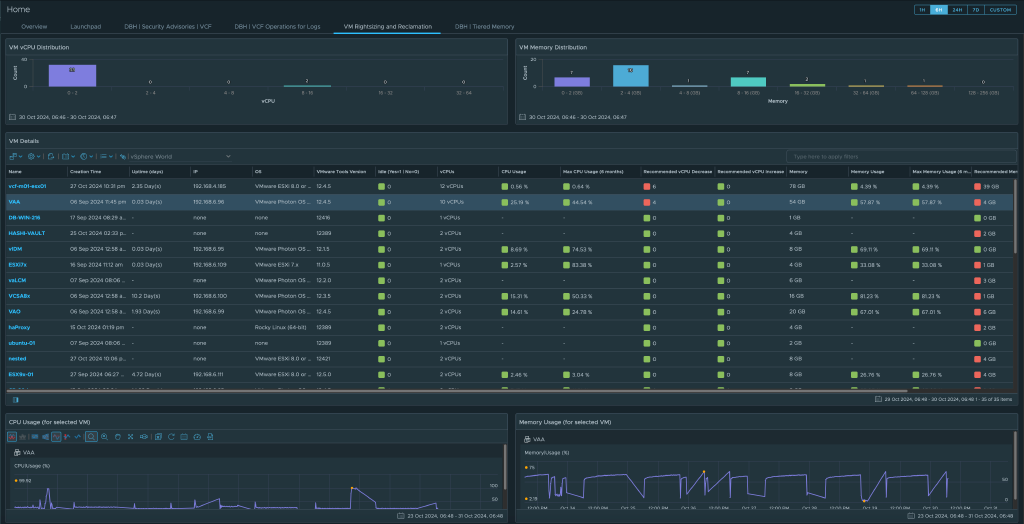 Home
1H 6H 24H 7D CUSTOM
Overview Launchpad DBH | Security Advisories | VCF DBH | VCF Operations for Logs VM Rightsizing and Reclamation DBH | Tiered Memory
VM vCPU Distribution
Count
0 0 2 0 0
0 - 2 2 - 4 4 - 8 8 - 16 16 - 32 32 - 64
vCPU
30 Oct 2024, 06:46 - 30 Oct 2024, 06:47
VM Memory Distribution
20
Count
0
7 1 7 2 1 1 0
0 - 2 (GB) 2 - 4 (GB) 4 - 8 (GB) 8 - 16 (GB) 16 - 32 (GB) 32 - 64 (GB) 64 - 128 (GB) 128 - 256 (GB)
Memory
30 Oct 2024, 06:46 - 30 Oct 2024, 06:47
VM Details
vSphere World
Type here to apply filters
Name Creation Time Uptime (days) IP OS VMware Tools Version Idle (Yes=1 | No=0) vCPUs CPU Usage Max CPU Usage (6 months) Recommended vCPU Decrease Recommended vCPU Increase Memory Memory Usage Max Memory Usage (6 m... Recommended Mem
vcf-m01-esx01 27 Oct 2024 10:31 pm 2.35 Day(s) 192.168.4.185 VMware ESXi 8.0 or ... 12.4.5 0 12 vCPUs 0.56 % 0.64 % 6 0 78 GB 4.39 % 4.39 % 39 GB
VAA 06 Sep 2024 11:45 pm 0.03 Day(s) 192.168.6.96 VMware Photon OS ... 12.4.5 0 10 vCPUs 25.19 % 44.54 % 4 0 54 GB 57.87 % 57.87 % 4 GB
DB-WIN-216 17 Sep 2024 08:29 a... - none none 12416 0 1 vCPUs - - 0 0 1 GB - - 0 GB
HASHI-VAULT 25 Oct 2024 02:33 p... - none none 12389 0 2 vCPUs - - 0 0 4 GB - - 2 GB
vIDM 06 Sep 2024 12:58 a... 0.03 Day(s) 192.168.6.95 VMware Photon OS ... 12.1.5 0 2 vCPUs 8.69 % 74.53 % 0 0 8 GB 69.11 % 69.11 % 0 GB
ESXi7x 16 Sep 2024 11:12 am 0.03 Day(s) 192.168.6.109 VMware ESXi 7.x 11.0.5 0 1 vCPUs 2.57 % 83.38 % 0 0 4 GB 33.08 % 33.08 % 1 GB
vaLCM 07 Sep 2024 08:06 ... - none VMware Photon OS ... 12.2.0 0 2 vCPUs - - 0 0 6 GB - - 3 GB
VCSA8x 06 Sep 2024 12:58 a... 10.2 Day(s) 192.168.6.100 VMware Photon OS ... 12.3.5 0 2 vCPUs 15.31 % 50.33 % 0 0 16 GB 81.23 % 81.23 % 1 GB
VAO 06 Sep 2024 12:58 a... 1.93 Day(s) 192.168.6.99 VMware Photon OS ... 12.4.5 0 2 vCPUs 14.61 % 24.78 % 0 0 20 GB 67.01 % 67.01 % 6 GB
haProxy 15 Oct 2024 01:19 pm - none Rocky Linux (64-bit) 12389 0 2 vCPUs - - 0 0 4 GB - - 2 GB
ubuntu-01 07 Sep 2024 08:06 ... - none none 12389 0 1 vCPUs - - 0 0 2 GB - - 0 GB
nested 27 Oct 2024 10:06 p... - none VMware ESXi 8.0 or ... 12421 0 2 vCPUs - - 0 0 8 GB - - 4 GB
ESX9x-01 27 Sep 2024 06:27 ... 4.72 Day(s) 192.168.6.111 VMware ESXi 8.0 or ... 12.5.0 0 2 vCPUs 2.46 % 3.04 % 0 0 8 GB 26.76 % 26.76 % 4 GB
29 Oct 2024, 06:48 - 30 Oct 2024, 06:48 1 - 35 of 35 items
CPU Usage (for selected VM)
VAA
CPU|Usage (%)
99.92
100
50
0
23 Oct 2024, 06:48 - 31 Oct 2024, 06:48
Memory Usage (for selected VM)
VAA
Memory|Usage (%)
75
2.19
50
0
12:00 PM Oct 24 12:00 PM Oct 25 12:00 PM Oct 26 12:00 PM Oct 27 12:00 PM Oct 28 12:00 PM Oct 29 12:00 PM Oct 30 12:00 PM Oct 31
23 Oct 2024, 06:48 - 31 Oct 2024, 06:48